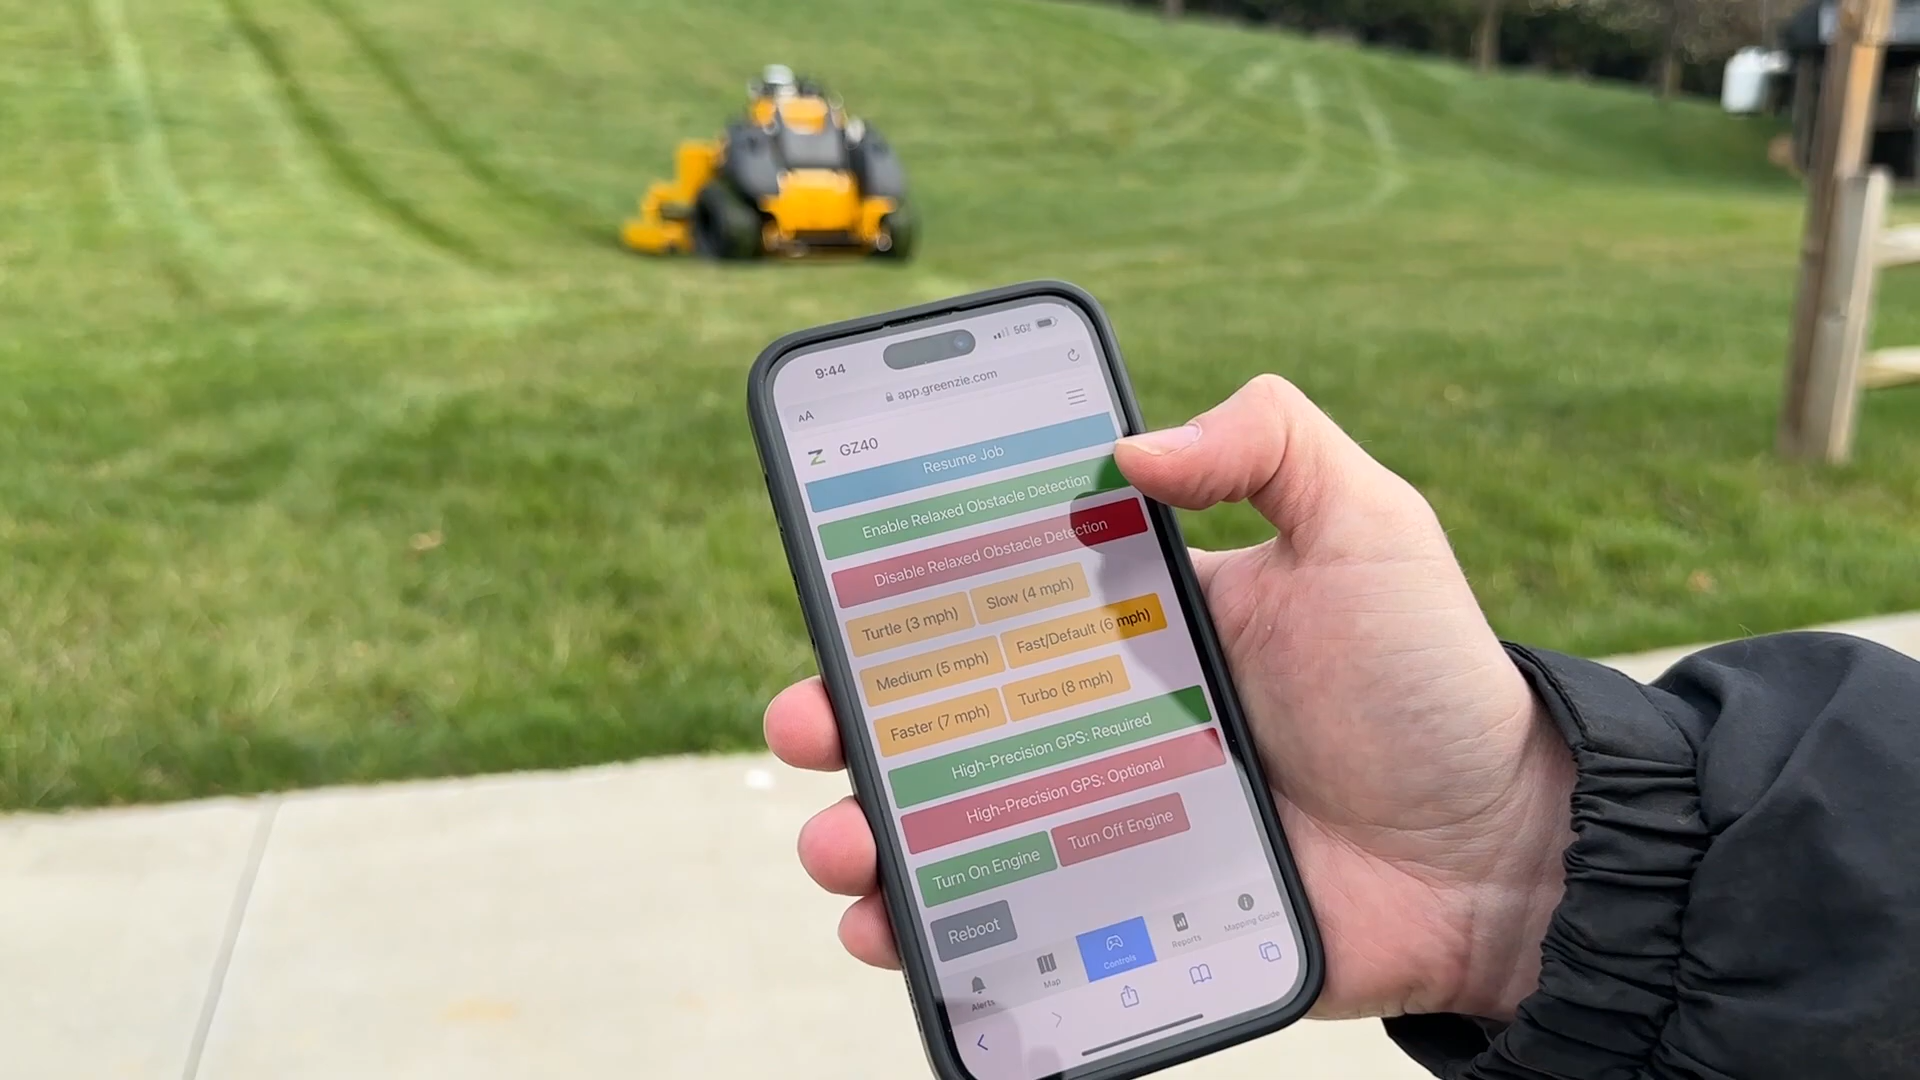 9:44
5G
AA
app.greenzie.com
GZ40
Resume Job
Enable Relaxed Obstacle Detection
Disable Relaxed Obstacle Detection
Turtle (3 mph)
Slow (4 mph)
Medium (5 mph)
Fast/Default (6 mph)
Faster (7 mph)
Turbo (8 mph)
High-Precision GPS: Required
High-Precision GPS: Optional
Turn On Engine
Turn Off Engine
Reboot
Alerts
Map
Controls
Reports
Mapping Guide